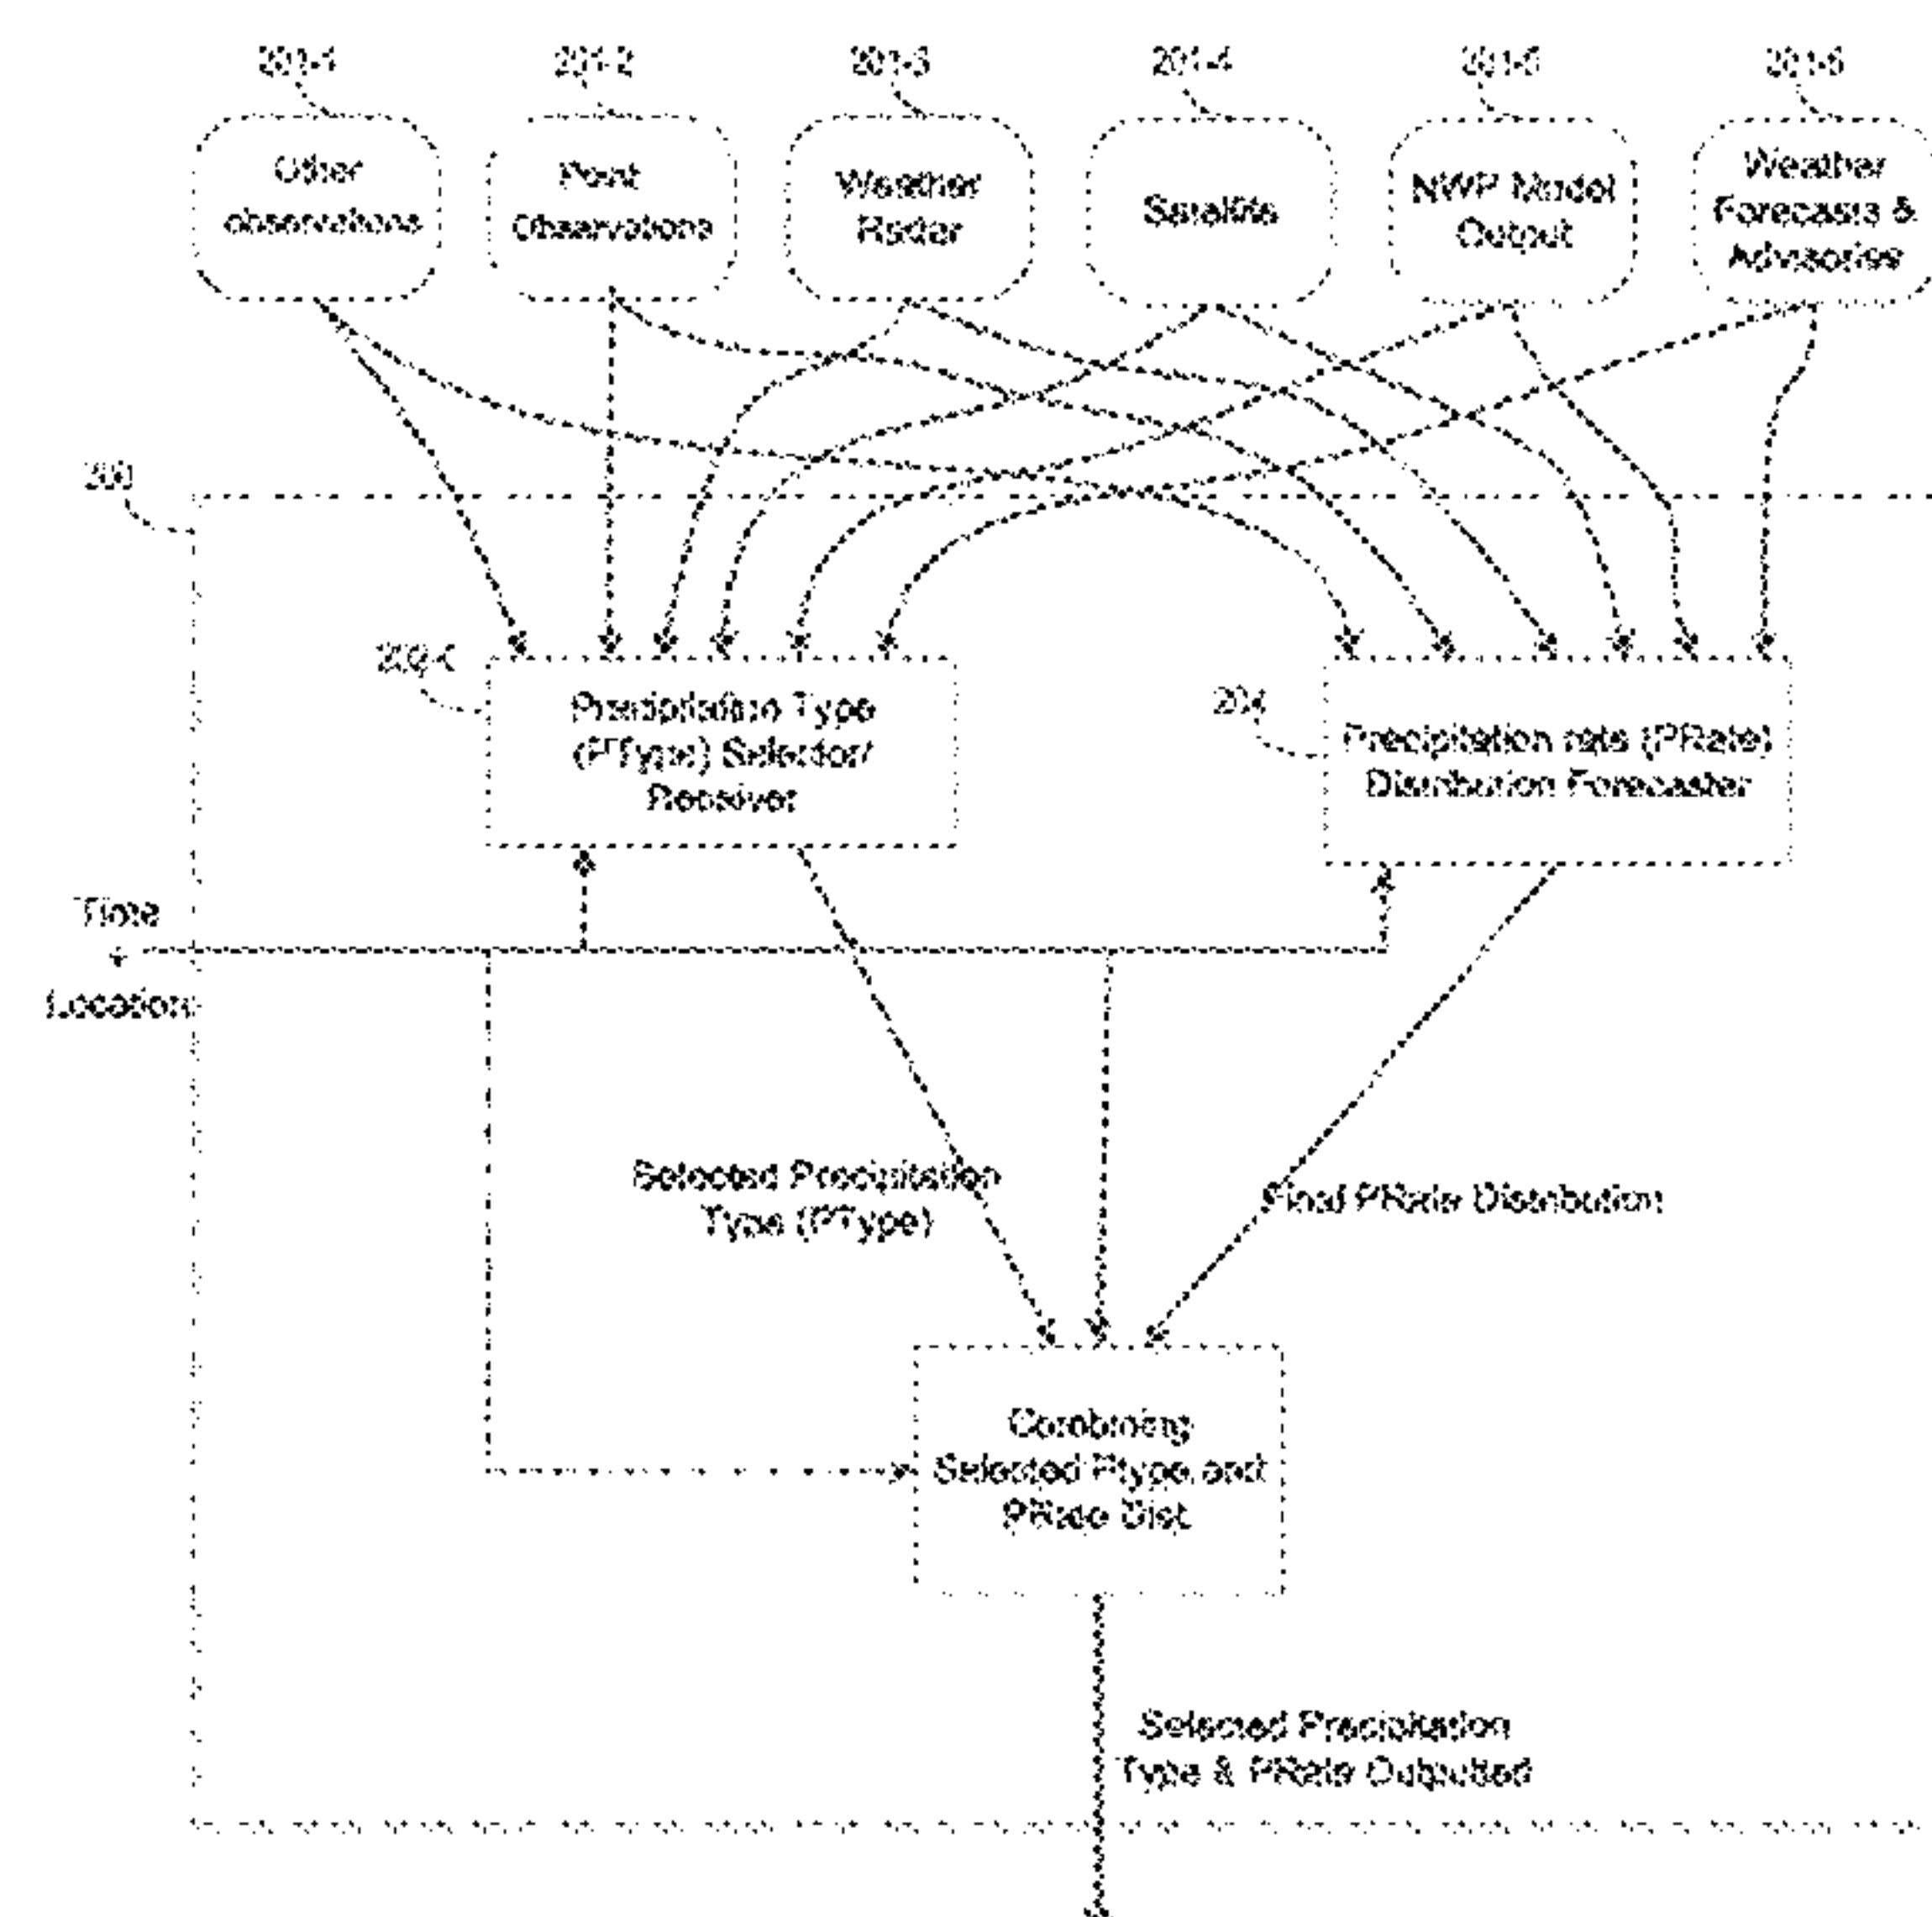 201-1
201-2
201-3
201-4
201-5
201-6
Other
observations
Point
Observations
Weather
Radar
Satellite
NWP Model
Output
Weather
Forecasts &
Advisories
200
Precipitation Type
(PType) Selector/
Receiver
204
Precipitation rate (PRate)
Distribution Forecaster
Time
+
Location
Selected Precipitation
Type (PType)
Final PRate Distribution
Combining
Selected Ptype and
PRate Dist.
Selected Precipitation
Type & PRate Outputted